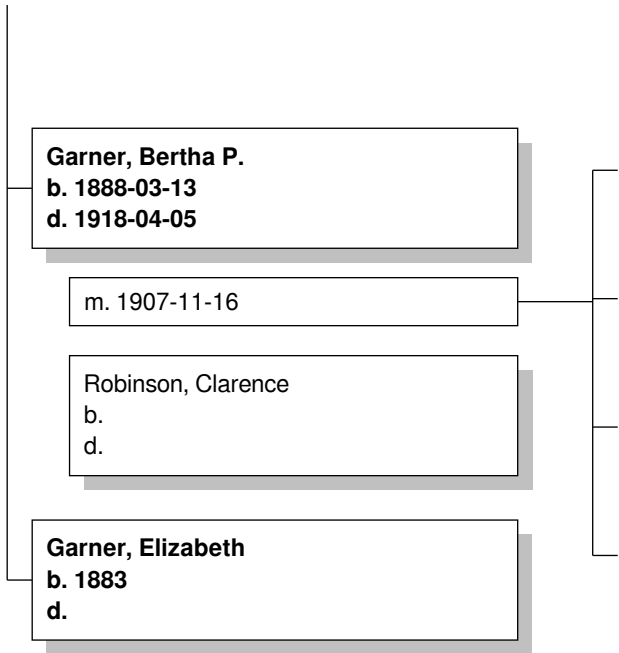 Garner, Bertha P.
b. 1888-03-13
d. 1918-04-05
m. 1907-11-16
Robinson, Clarence
b.
d.
Garner, Elizabeth
b. 1883
d.